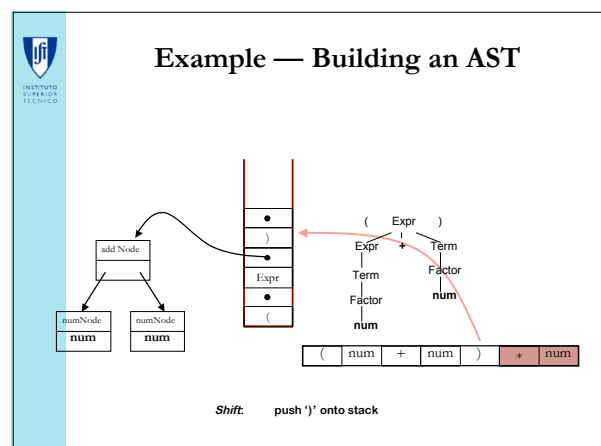 Example — Building an AST
INSTITUTO
SUPERIOR
TECNICO
( Expr )
)
Expr + Term
add Node
Expr
Term Factor
num
Factor
(
numNode numNode
num num
num
( num + num ) * num
Shift: push ‘)’ onto stack